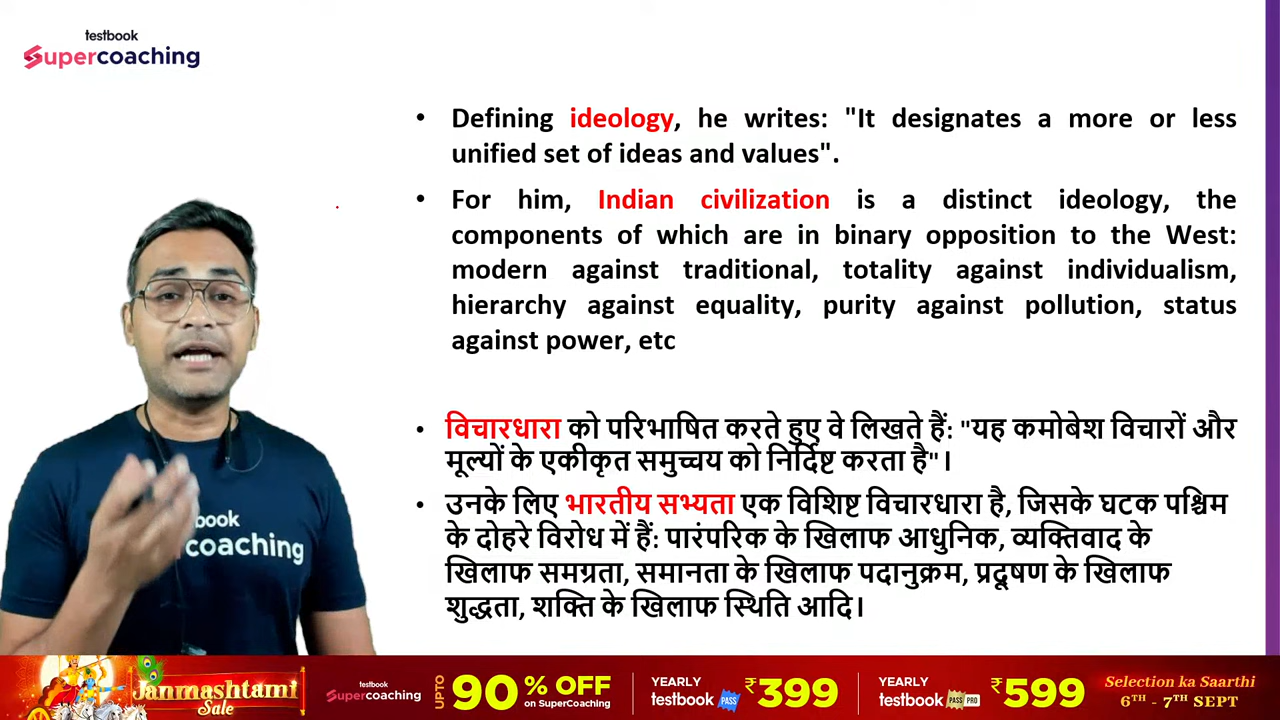 testbook
Supercoaching
• Defining ideology, he writes: "It designates a more or less
unified set of ideas and values".
• For him, Indian civilization is a distinct ideology, the
components of which are in binary opposition to the West:
modern against traditional, totality against individualism,
hierarchy against equality, purity against pollution, status
against power, etc
• विचारधारा को परिभाषित करते हुए वे लिखते हैं: "यह कमोबेश विचारों और
मूल्यों के एकीकृत समुच्चय को निर्दिष्ट करता है"।
• उनके लिए भारतीय सभ्यता एक विशिष्ट विचारधारा है, जिसके घटक पश्चिम
के दोहरे विरोध में हैं: पारंपरिक के खिलाफ आधुनिक, व्यक्तिवाद के
खिलाफ समग्रता, समानता के खिलाफ पदानुक्रम, प्रदूषण के खिलाफ
शुद्धता, शक्ति के खिलाफ स्थिति आदि।
book
coaching
Janmashtami
Sale
testbook
Supercoaching
UPTO
90% OFF
on SuperCoaching
YEARLY
testbook PASS
₹399
YEARLY
testbook PASS PRO
₹599
Selection ka Saarthi
6TH - 7TH SEPT